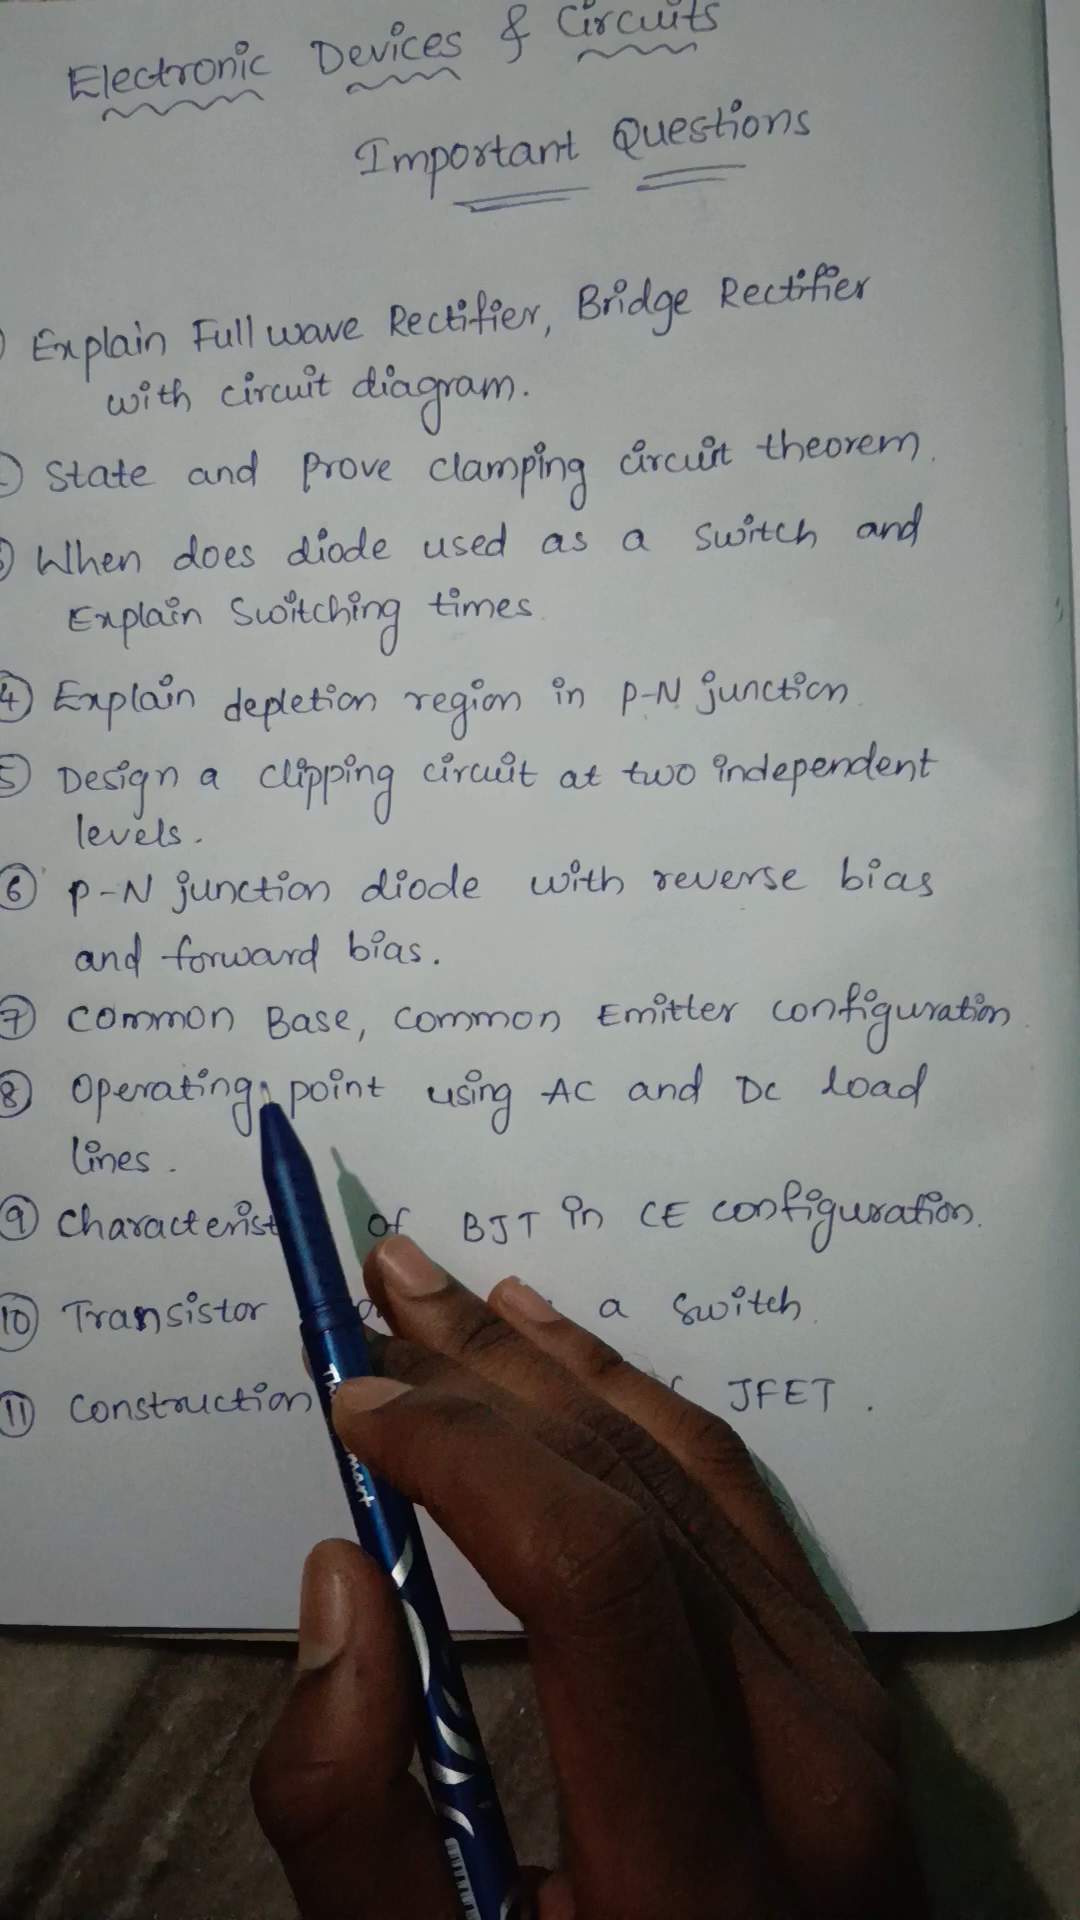 Electronic Devices & Circuits
Important Questions
Explain Full wave Rectifier, Bridge Rectifier
with circuit diagram.
State and Prove clamping circuit theorem.
When does diode used as a switch and
Explain switching times
4 Explain depletion region in P-N junction
5 Design a clipping circuit at two independent
levels.
6 P-N junction diode with reverse bias
and forward bias.
7 Common Base, Common Emitter configuration.
8 Operating point using AC and DC load
lines.
9 Characterist of BJT in CE configuration.
10 Transistor a switch
11 Construction JFET.